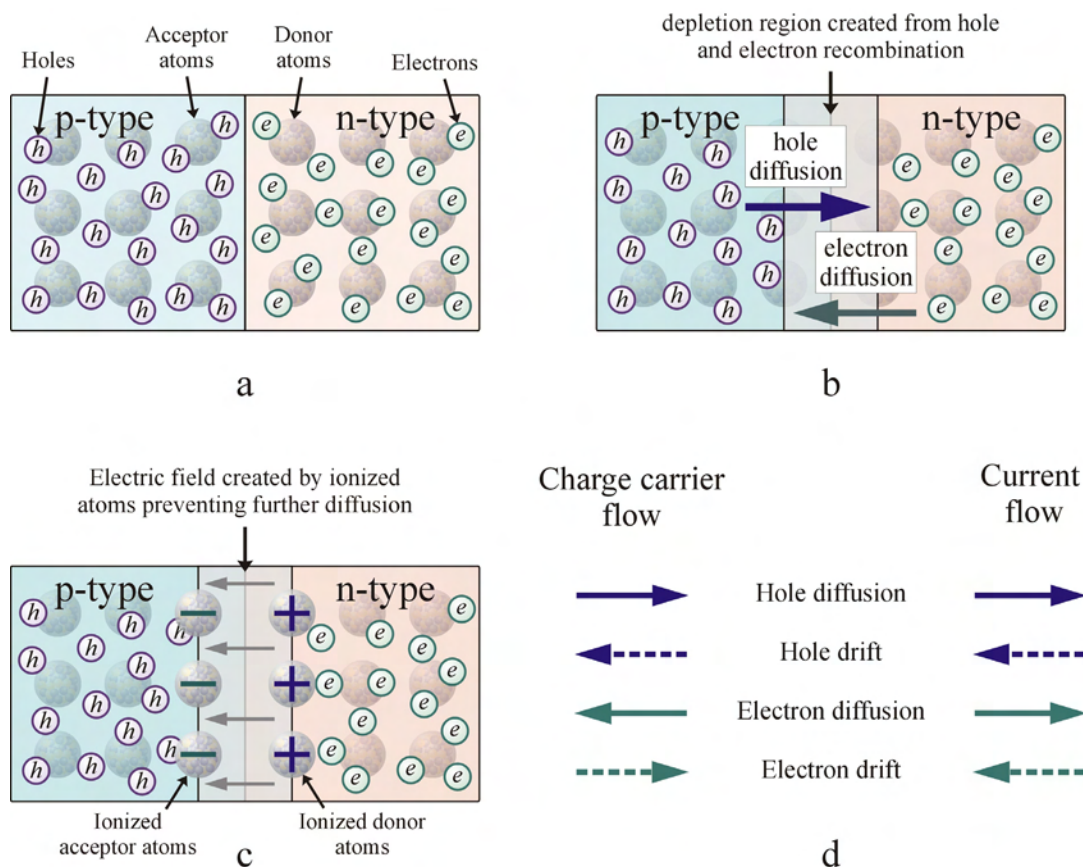 Holes
Acceptor
atoms
Donor
atoms
Electrons
p-type
n-type
h h h h h h h h h h h h h h h h h h
e e e e e e e e e e e e e e e e e
a
depletion region created from hole
and electron recombination
p-type
n-type
hole
diffusion
electron
diffusion
b
Electric field created by ionized
atoms preventing further diffusion
p-type
n-type
Ionized
acceptor atoms
Ionized donor
atoms
c
Charge carrier
flow
Current
flow
Hole diffusion
Hole drift
Electron diffusion
Electron drift
d